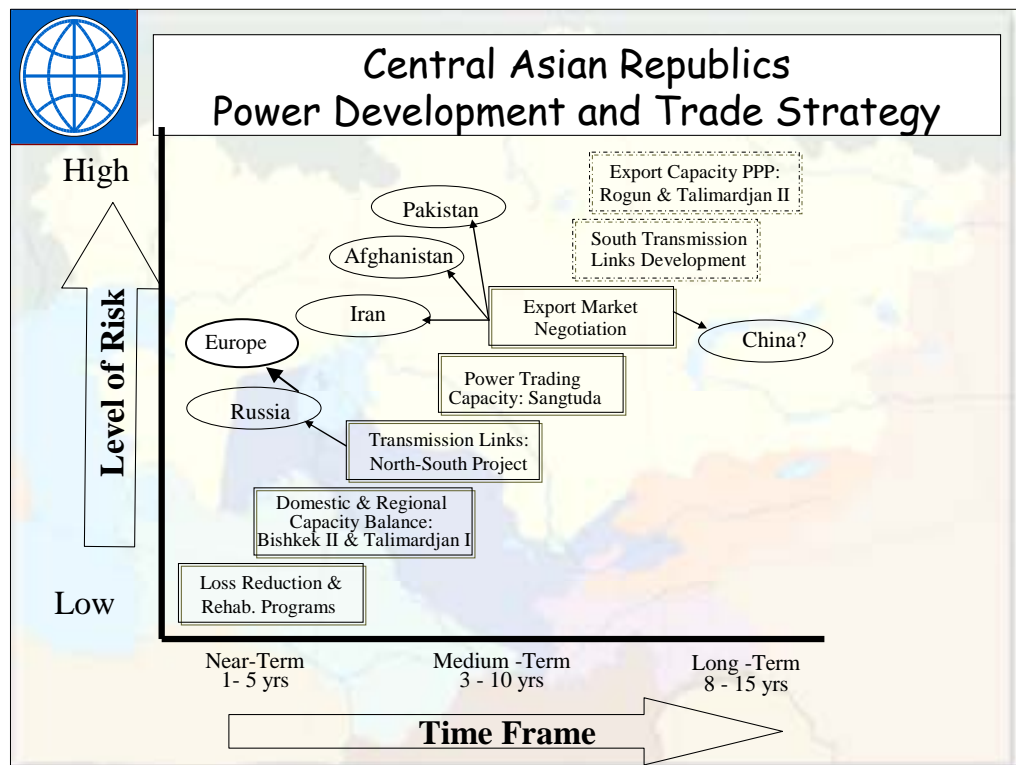 Central Asian Republics
Power Development and Trade Strategy
High
Level of Risk
Low
Export Capacity PPP:
Rogun & Talimardjan II
South Transmission
Links Development
Pakistan
Afghanistan
Iran
Export Market
Negotiation
China?
Europe
Russia
Power Trading
Capacity: Sangtuda
Transmission Links:
North-South Project
Domestic & Regional
Capacity Balance:
Bishkek II & Talimardjan I
Loss Reduction &
Rehab. Programs
Near-Term
1- 5 yrs
Medium -Term
3 - 10 yrs
Long -Term
8 - 15 yrs
Time Frame